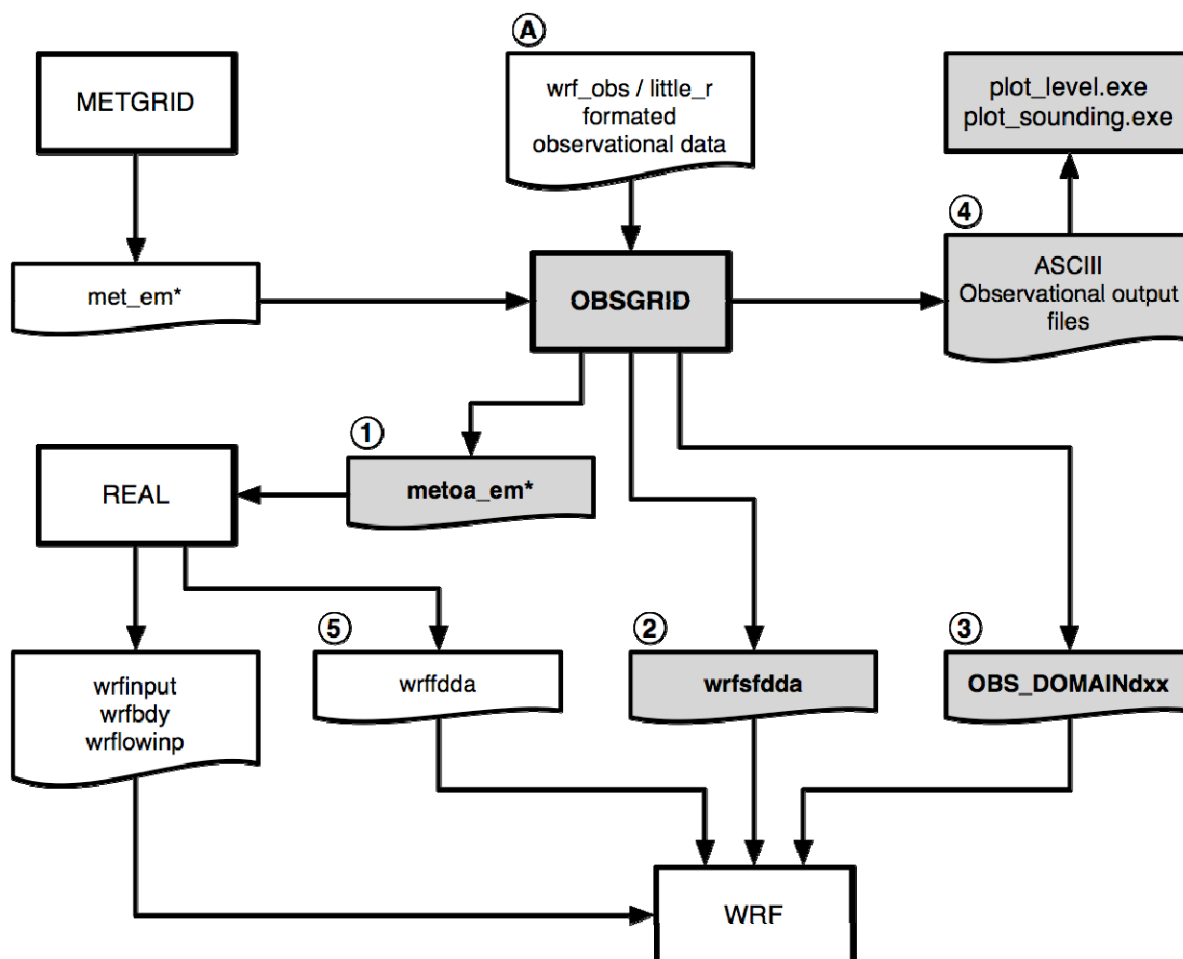 A
METGRID
wrf_obs / little_r
formated
observational data
plot_level.exe
plot_sounding.exe
4
met_em*
OBSGRID
ASCIII
Observational output
files
1
REAL
metoa_em*
5
2
3
wrfinput
wrfbdy
wrflowinp
wrffdda
wrfsfdda
OBS_DOMAINdxx
WRF